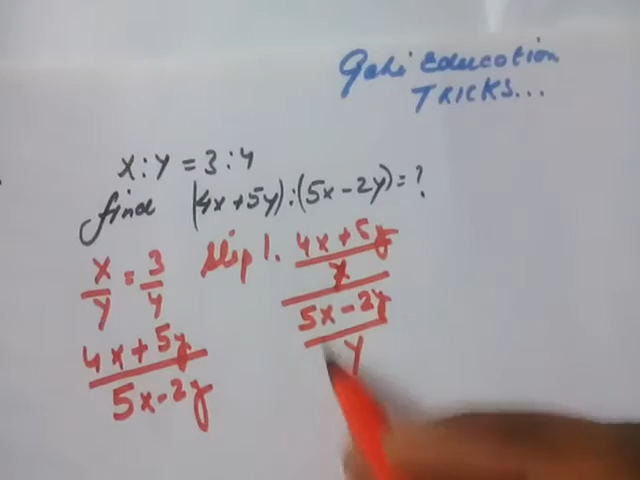 Gahi Education
TRICKS...
x:y = 3:4
find (4x+5y):(5x-2y)=?
x/y = 3/4
4x+5y
5x-2y
Step 1.
4x+5y
y
5x-2y
y